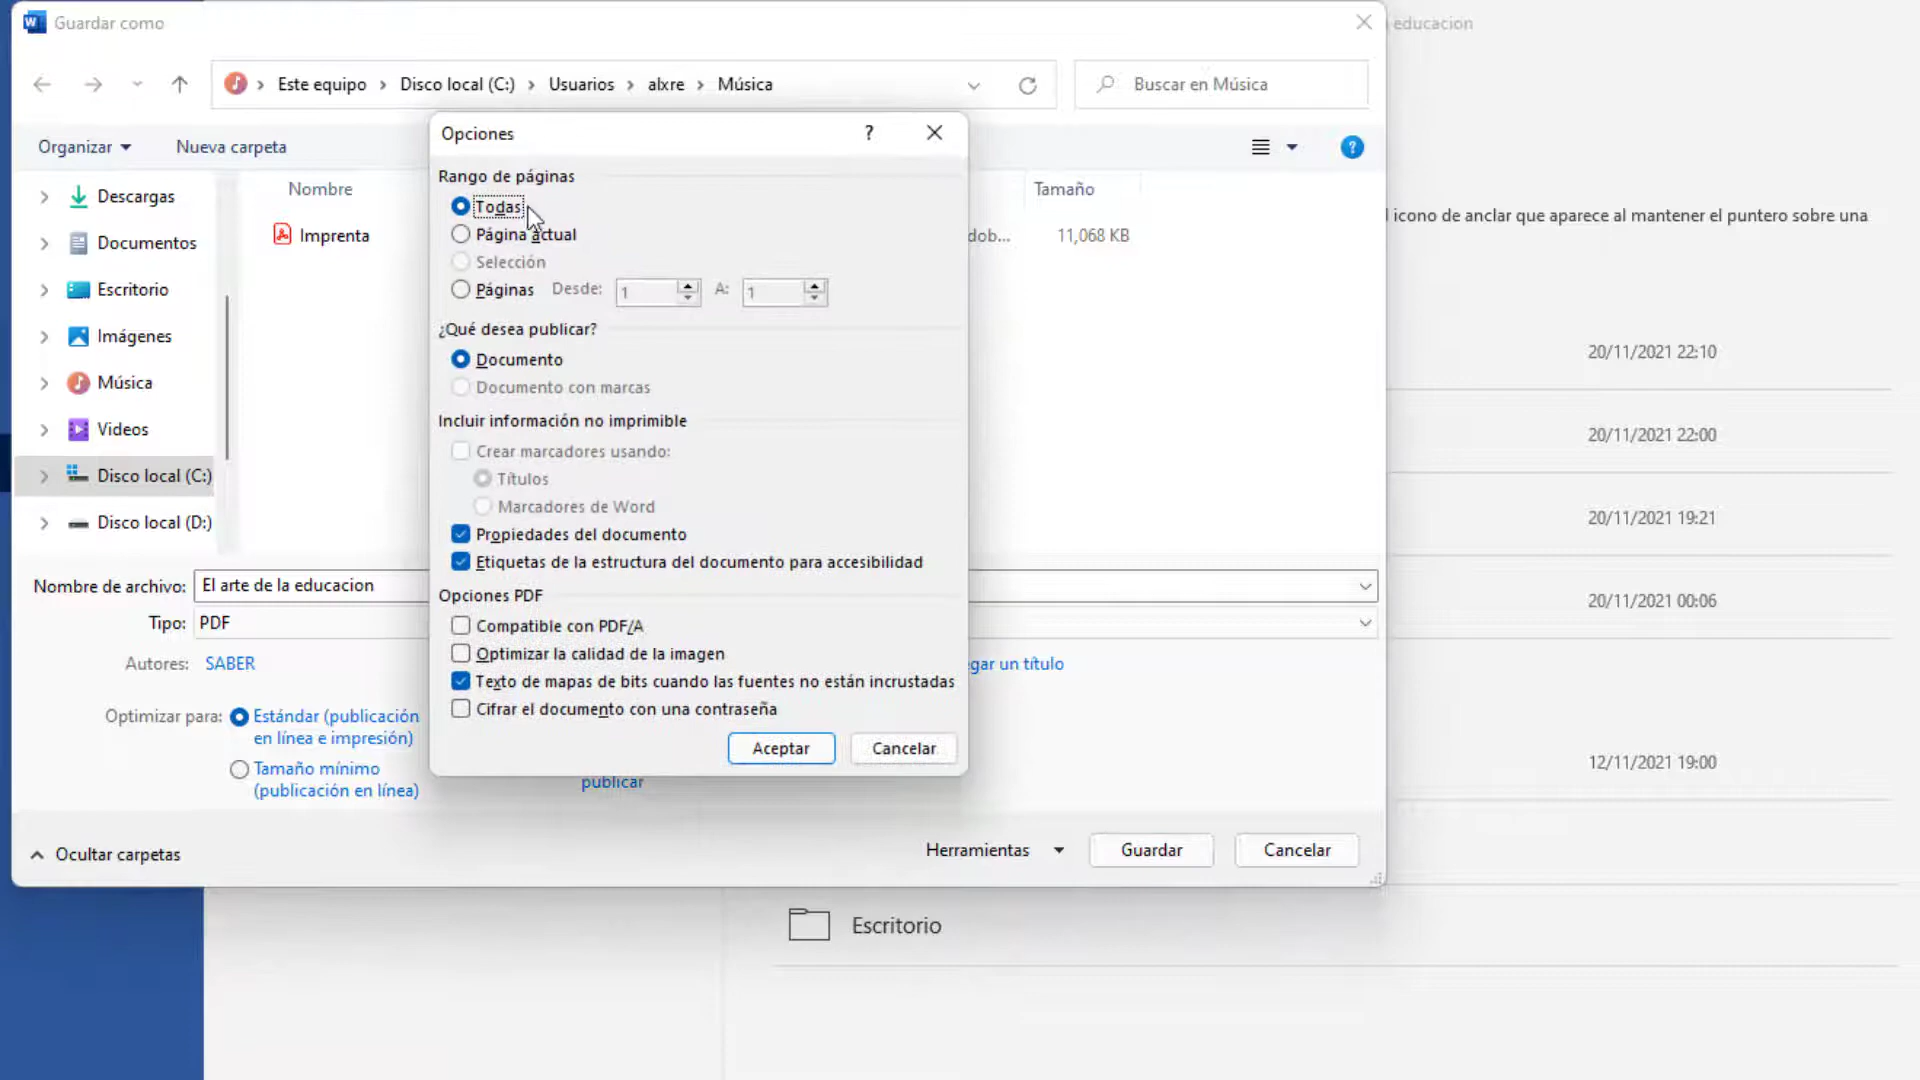 Guardar como
educacion
Este equipo > Disco local (C:) > Usuarios > alxre > Música
Buscar en Música
Organizar
Nueva carpeta
Descargas
Documentos
Escritorio
Imágenes
Música
Videos
Disco local (C:)
Disco local (D:)
Nombre
Tamaño
Imprenta
dob...
11,068 KB
Opciones
?
Rango de páginas
Todas
Página actual
Selección
Páginas Desde: 1 A: 1
¿Qué desea publicar?
Documento
Documento con marcas
Incluir información no imprimible
Crear marcadores usando:
Títulos
Marcadores de Word
Propiedades del documento
Etiquetas de la estructura del documento para accesibilidad
Opciones PDF
Compatible con PDF/A
Optimizar la calidad de la imagen
Texto de mapas de bits cuando las fuentes no están incrustadas
Cifrar el documento con una contraseña
Aceptar
Cancelar
Nombre de archivo: El arte de la educacion
Tipo: PDF
Autores: SABER
gar un título
Optimizar para: Estándar (publicación
en línea e impresión)
Tamaño mínimo
(publicación en línea)
publicar
Ocultar carpetas
Herramientas
Guardar
Cancelar
icono de anclar que aparece al mantener el puntero sobre una
20/11/2021 22:10
20/11/2021 22:00
20/11/2021 19:21
20/11/2021 00:06
12/11/2021 19:00
Escritorio